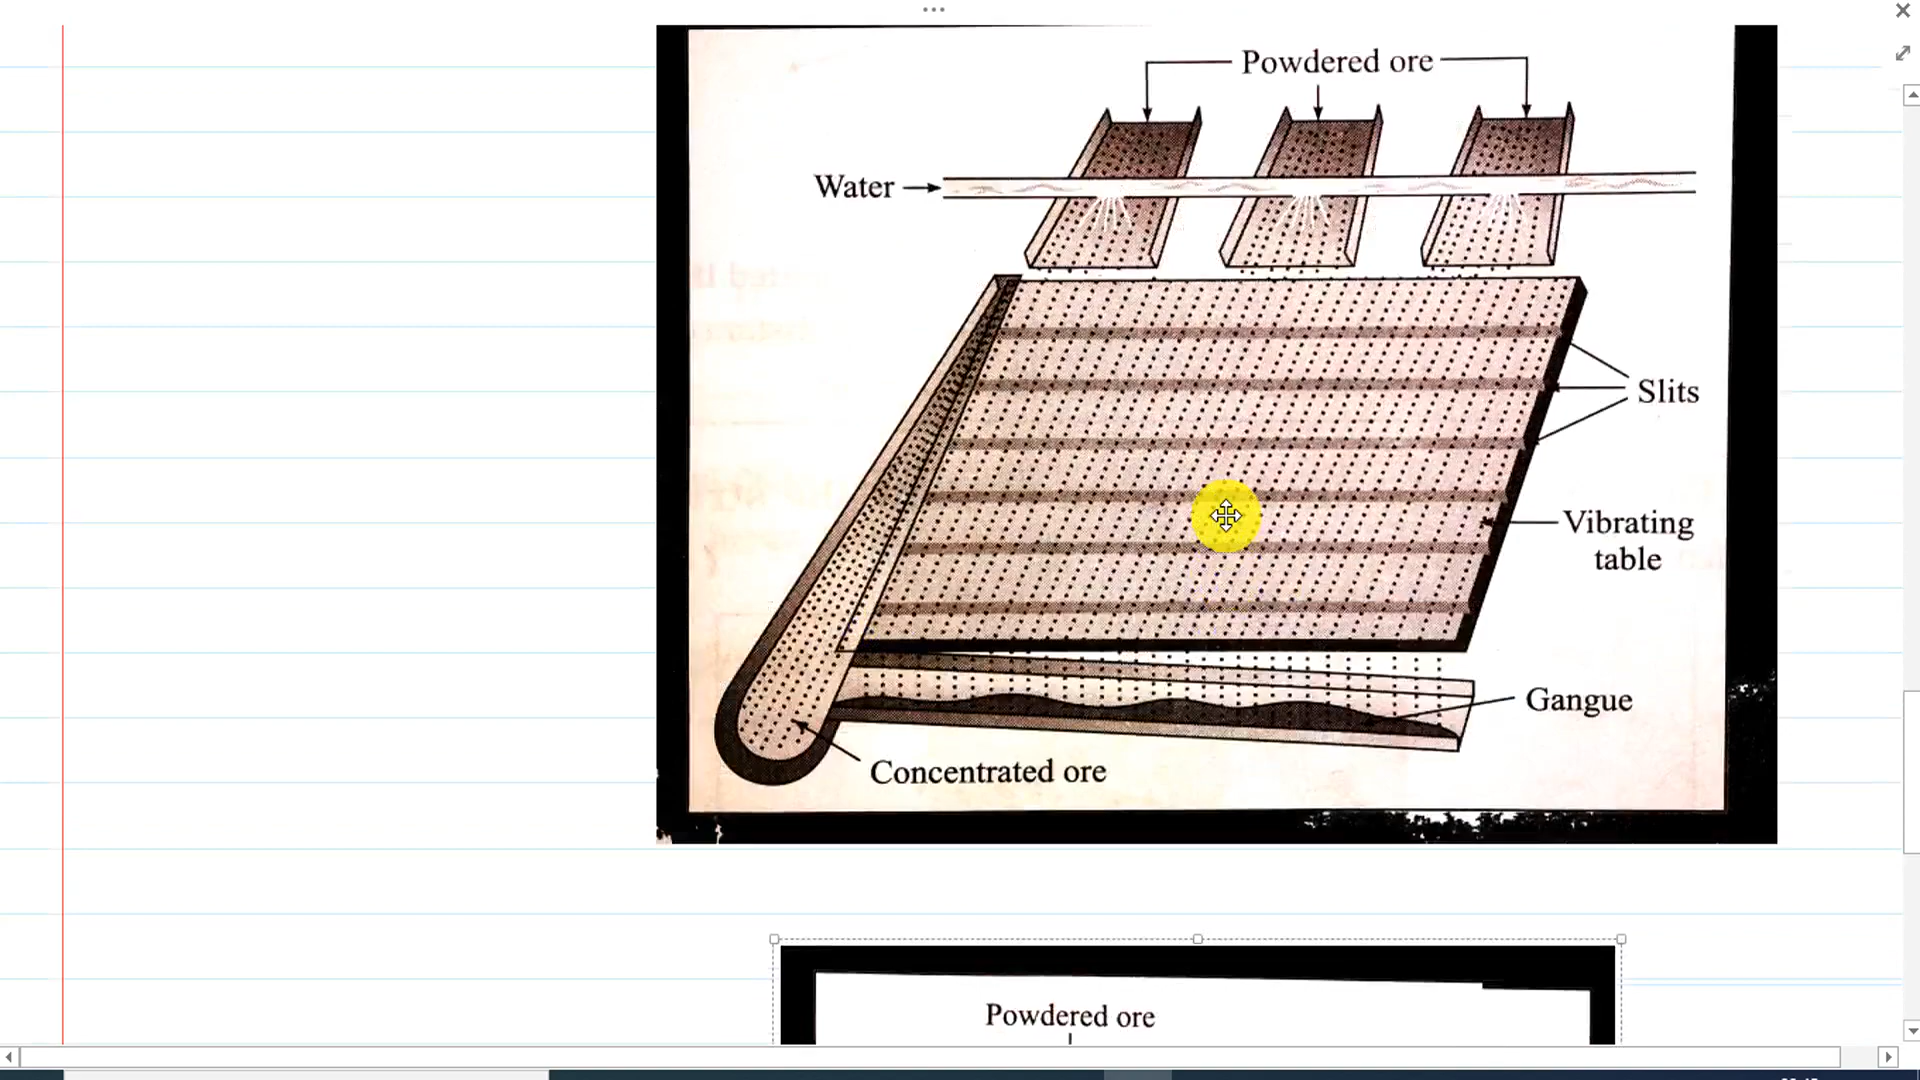 Powdered ore
Water
Slits
Vibrating
table
Gangue
Concentrated ore
Powdered ore